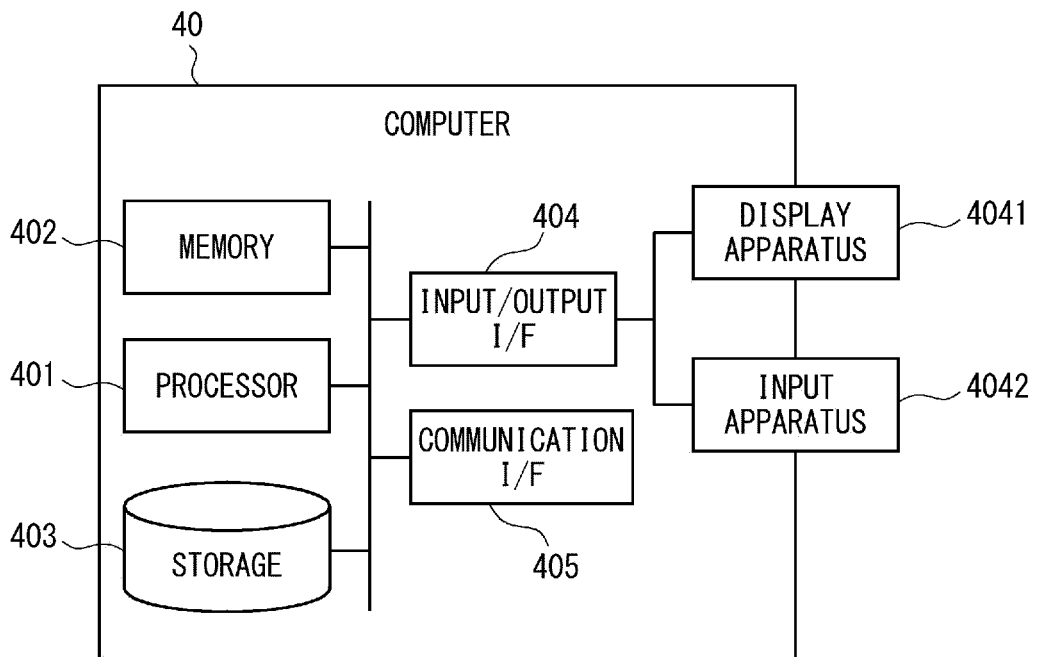 40
COMPUTER
402
MEMORY
404
INPUT/OUTPUT
I/F
DISPLAY
APPARATUS
4041
401
PROCESSOR
INPUT
APPARATUS
4042
COMMUNICATION
I/F
403
STORAGE
405